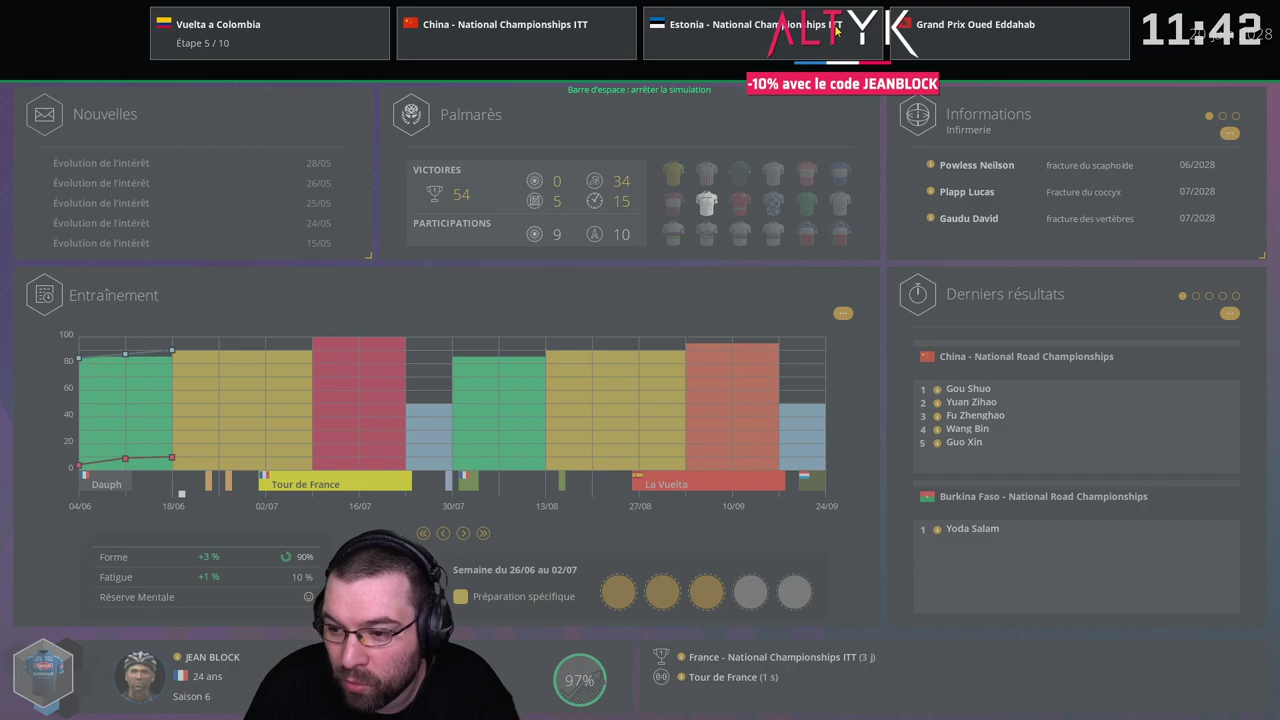 Vuelta a Colombia
Étape 5 / 10
China - National Championships ITT
Estonia - National Championships ITT
Grand Prix Oued Eddahab
ALTYK
11:42
-10% avec le code JEANBLOCK
Barre d'espace : arrêter la simulation
Nouvelles
Évolution de l'intérêt 28/05
Évolution de l'intérêt 26/05
Évolution de l'intérêt 25/05
Évolution de l'intérêt 24/05
Évolution de l'intérêt 15/05
Palmarès
VICTOIRES
54
0
34
5
15
PARTICIPATIONS
9
10
Informations
Infirmerie
Powless Neilson fracture du scaphoïde 06/2028
Plapp Lucas Fracture du coccyx 07/2028
Gaudu David fracture des vertèbres 07/2028
Entraînement
100
80
60
40
20
0
Dauph
Tour de France
La Vuelta
04/06 18/06 02/07 16/07 30/07 13/08 27/08 10/09 24/09
Forme +3 % 90%
Fatigue +1 % 10 %
Réserve Mentale
Semaine du 26/06 au 02/07
Préparation spécifique
Derniers résultats
China - National Road Championships
1 Gou Shuo
2 Yuan Zihao
3 Fu Zhenghao
4 Wang Bin
5 Guo Xin
Burkina Faso - National Road Championships
1 Yoda Salam
JEAN BLOCK
24 ans
Saison 6
97%
France - National Championships ITT (3 j)
Tour de France (1 s)